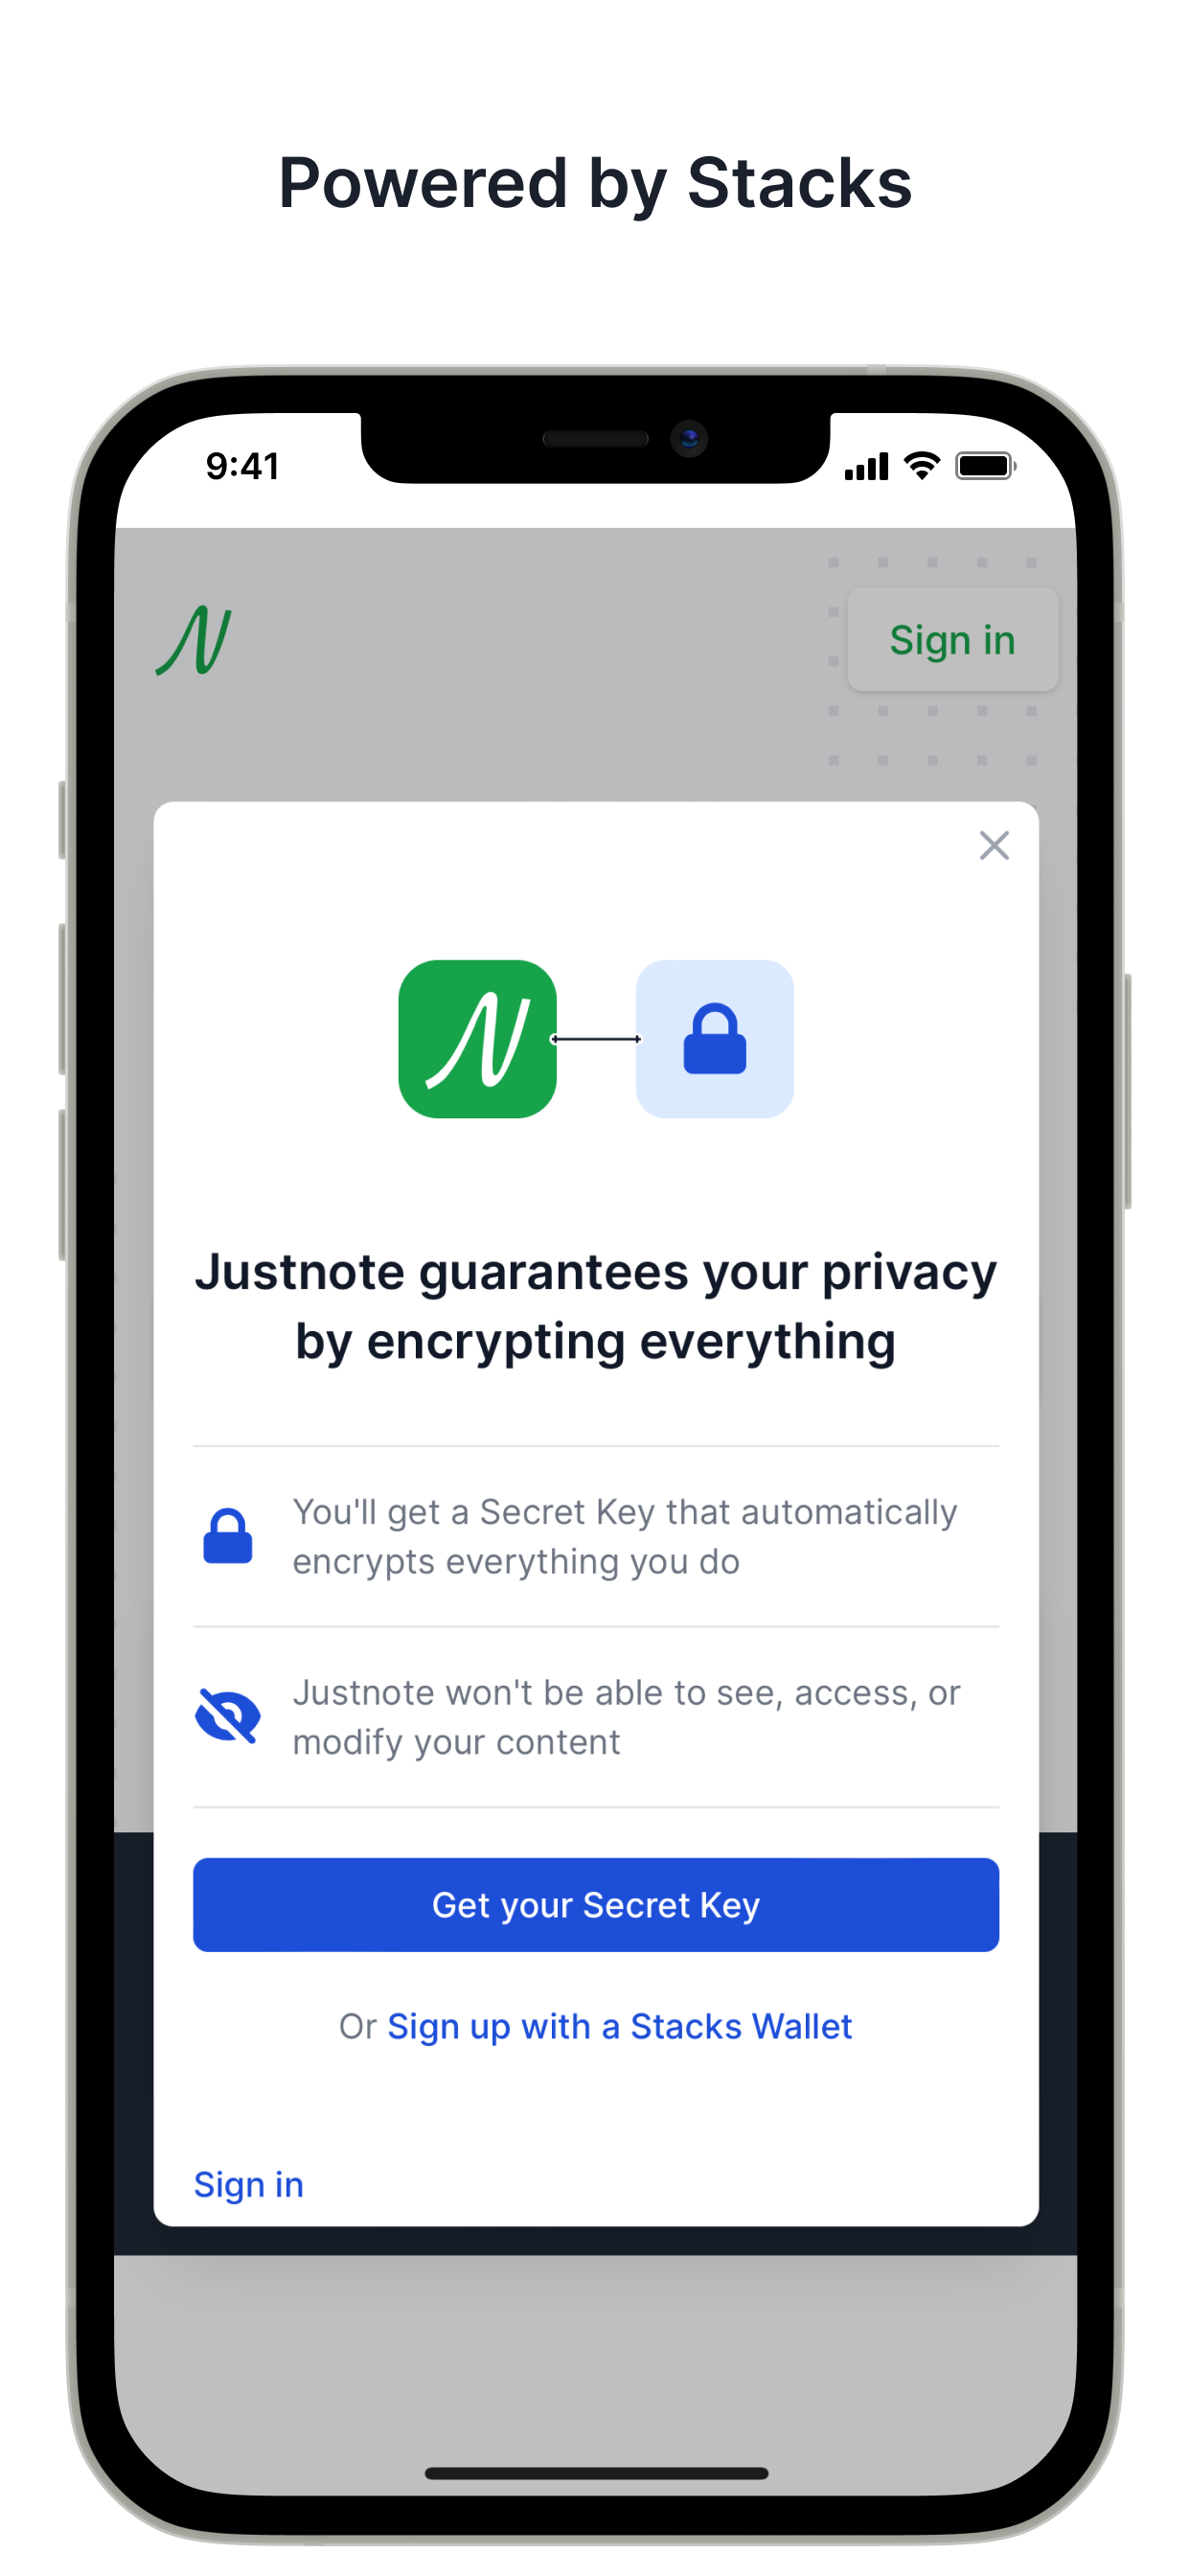 Powered by Stacks
9:41
Sign in
Justnote guarantees your privacy
by encrypting everything
You'll get a Secret Key that automatically
encrypts everything you do
Justnote won't be able to see, access, or
modify your content
Get your Secret Key
Or Sign up with a Stacks Wallet
Sign in